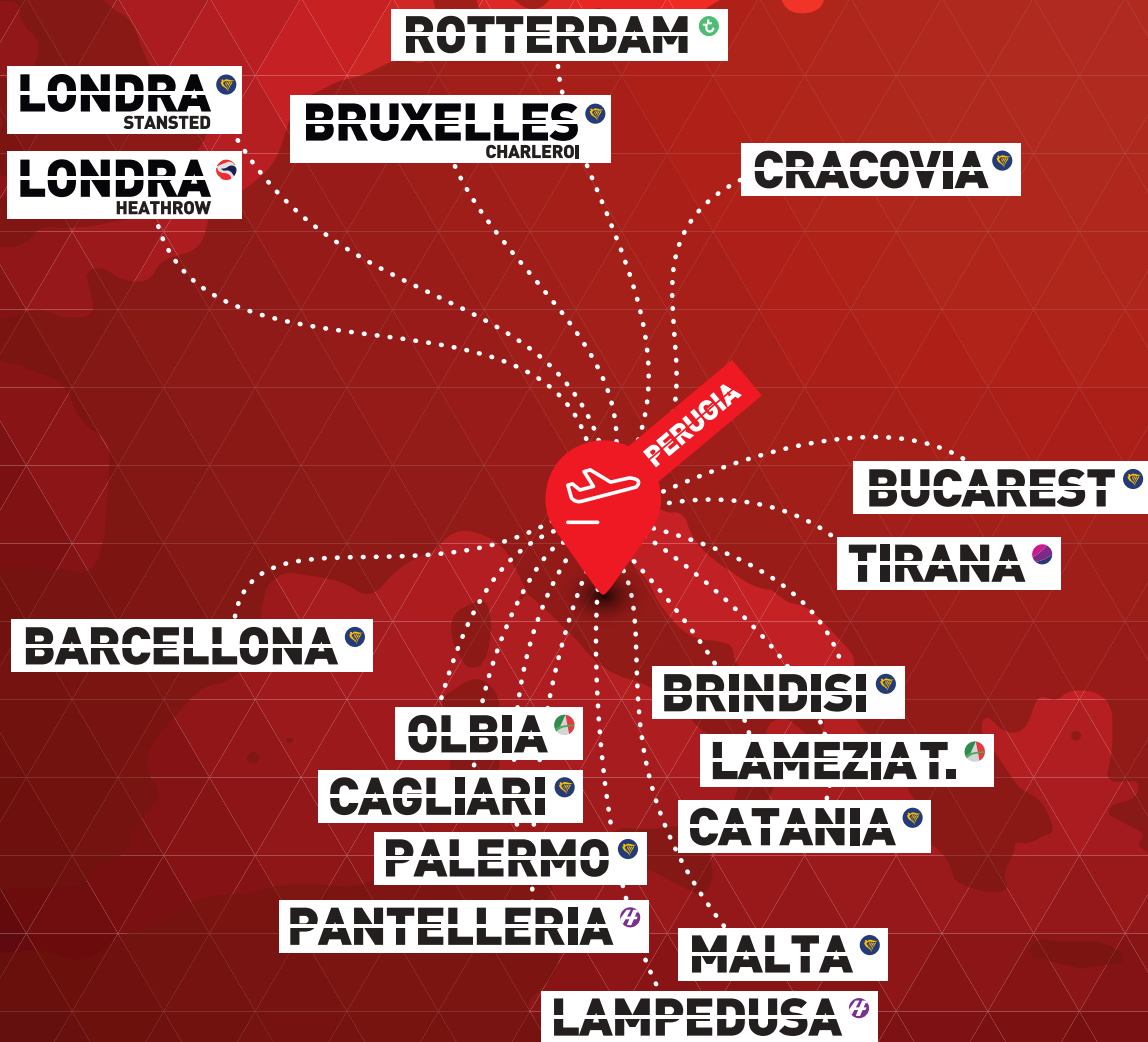 ROTTERDAM
LONDRA
STANSTED
BRUXELLES
CHARLEROI
CRACOVIA
LONDRA
HEATHROW
PERUGIA
BUCAREST
TIRANA
BARCELLONA
BRINDISI
OLBIA
LAMEZIA T.
CAGLIARI
CATANIA
PALERMO
PANTELLERIA
MALTA
LAMPEDUSA